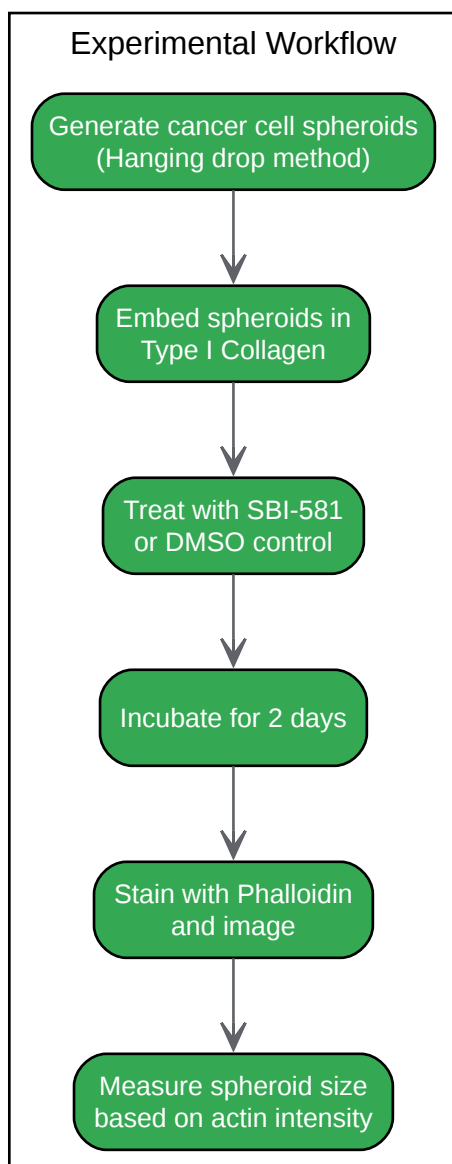 Experimental Workflow
Generate cancer cell spheroids
(Hanging drop method)
Embed spheroids in
Type I Collagen
Treat with SBI-581
or DMSO control
Incubate for 2 days
Stain with Phalloidin
and image
Measure spheroid size
based on actin intensity